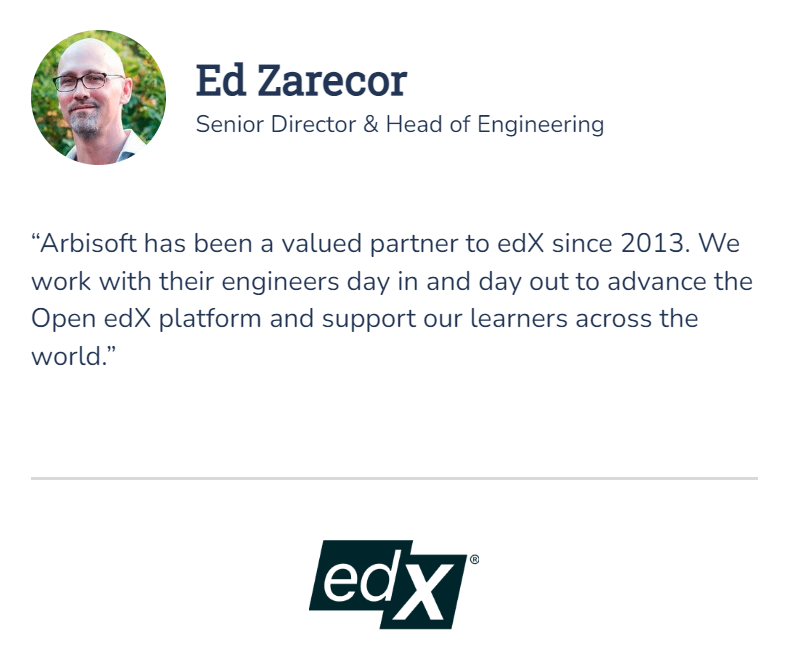 Ed Zarecor
Senior Director & Head of Engineering
“Arbisoft has been a valued partner to edX since 2013. We
work with their engineers day in and day out to advance the
Open edX platform and support our learners across the
world.”
edX®